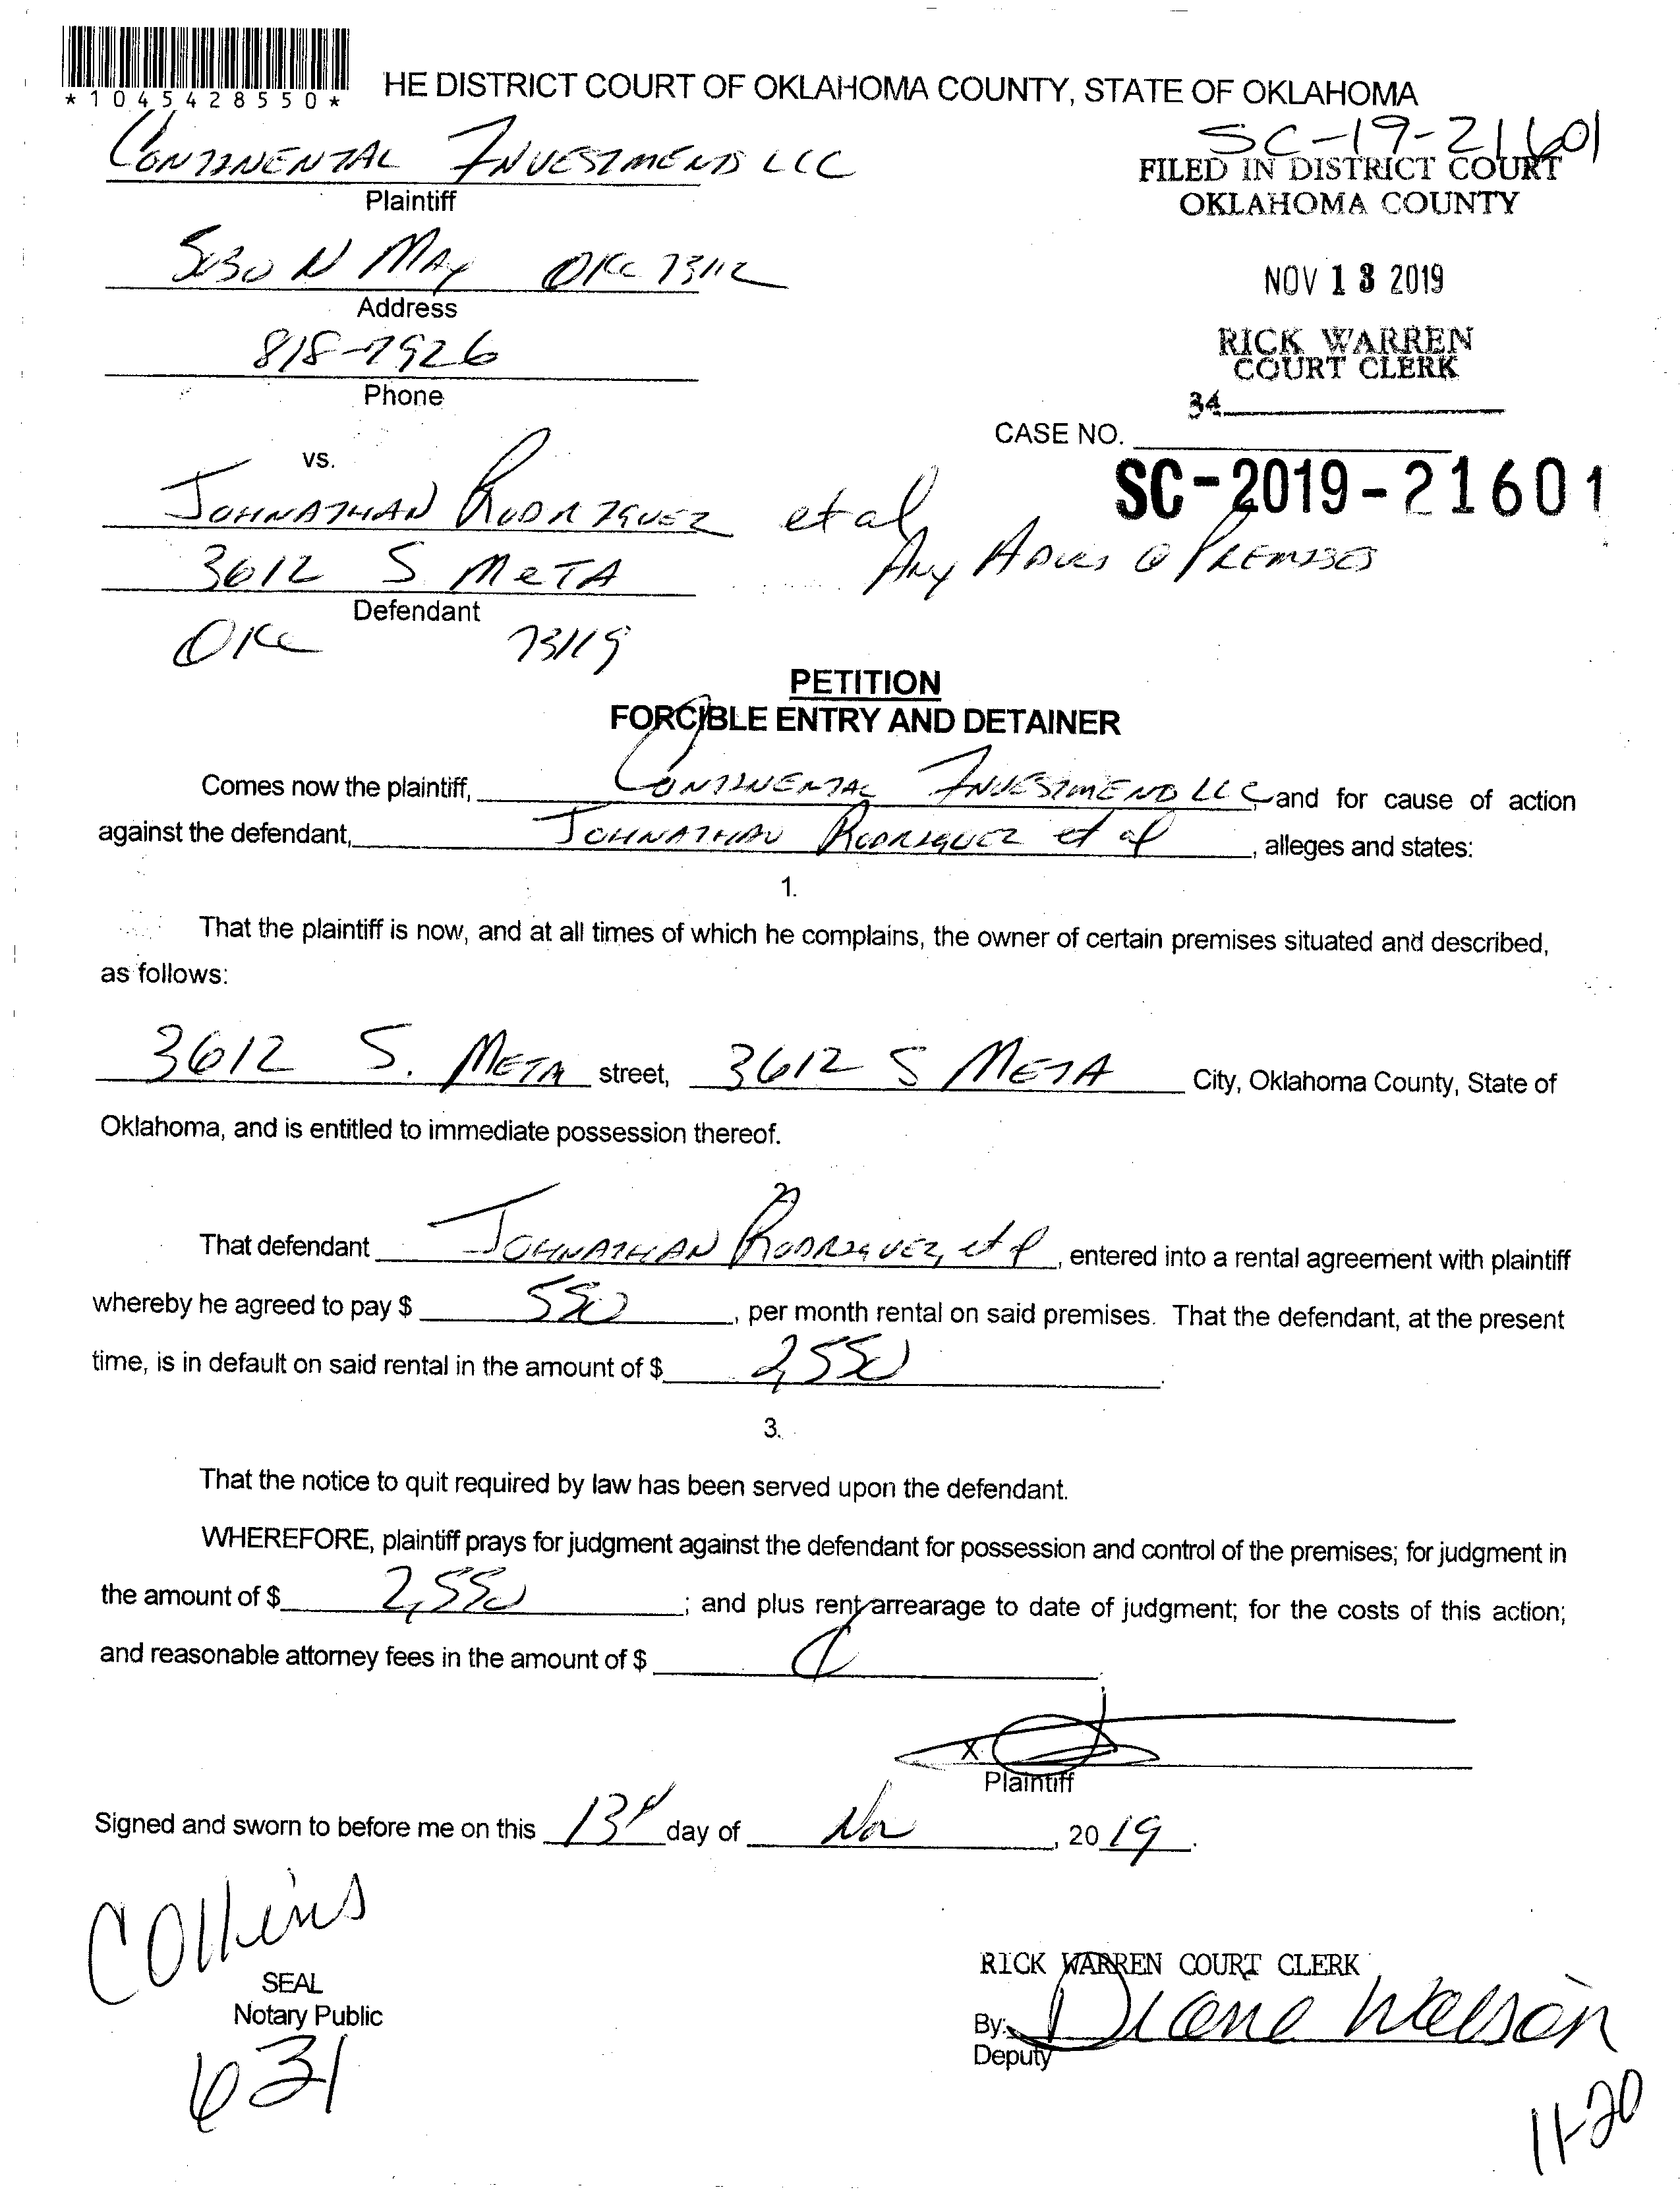 *1045428550*
HE DISTRICT COURT OF OKLAHOMA COUNTY, STATE OF OKLAHOMA
SC-19-21601
CONTINENTAL INVESTMENTS LLC
FILED IN DISTRICT COURT
Plaintiff
OKLAHOMA COUNTY
N MAY OKC 73112
NOV 13 2019
Address
RICK WARREN
818-7926
COURT CLERK
Phone
34
CASE NO.
vs.
SC-2019-21601
JOHNATHAN RODRIGUEZ et al
3612 S META
Any @ PREMISES
Defendant
OKC 73119
PETITION
FORCIBLE ENTRY AND DETAINER
Comes now the plaintiff, CONTINENTAL INVESTMEND LLC and for cause of action
against the defendant, JOHNATHAN RODRIGUEZ et al, alleges and states:
1.
That the plaintiff is now, and at all times of which he complains, the owner of certain premises situated and described,
as follows:
3612 S. META street, 3612 S META City, Oklahoma County, State of
Oklahoma, and is entitled to immediate possession thereof.
2
That defendant JOHNATHAN RODRIGUEZ, et al, entered into a rental agreement with plaintiff
whereby he agreed to pay $ 550, per month rental on said premises. That the defendant, at the present
time, is in default on said rental in the amount of $ 2,550.
3.
That the notice to quit required by law has been served upon the defendant.
WHEREFORE, plaintiff prays for judgment against the defendant for possession and control of the premises; for judgment in
the amount of $ 2,550; and plus rent arrearage to date of judgment; for the costs of this action;
and reasonable attorney fees in the amount of $
X
Plaintiff
Signed and sworn to before me on this 13th day of Nov, 2019.
Collins
SEAL
Notary Public
631
RICK WARREN COURT CLERK
By: Diane Watson
Deputy
11-20